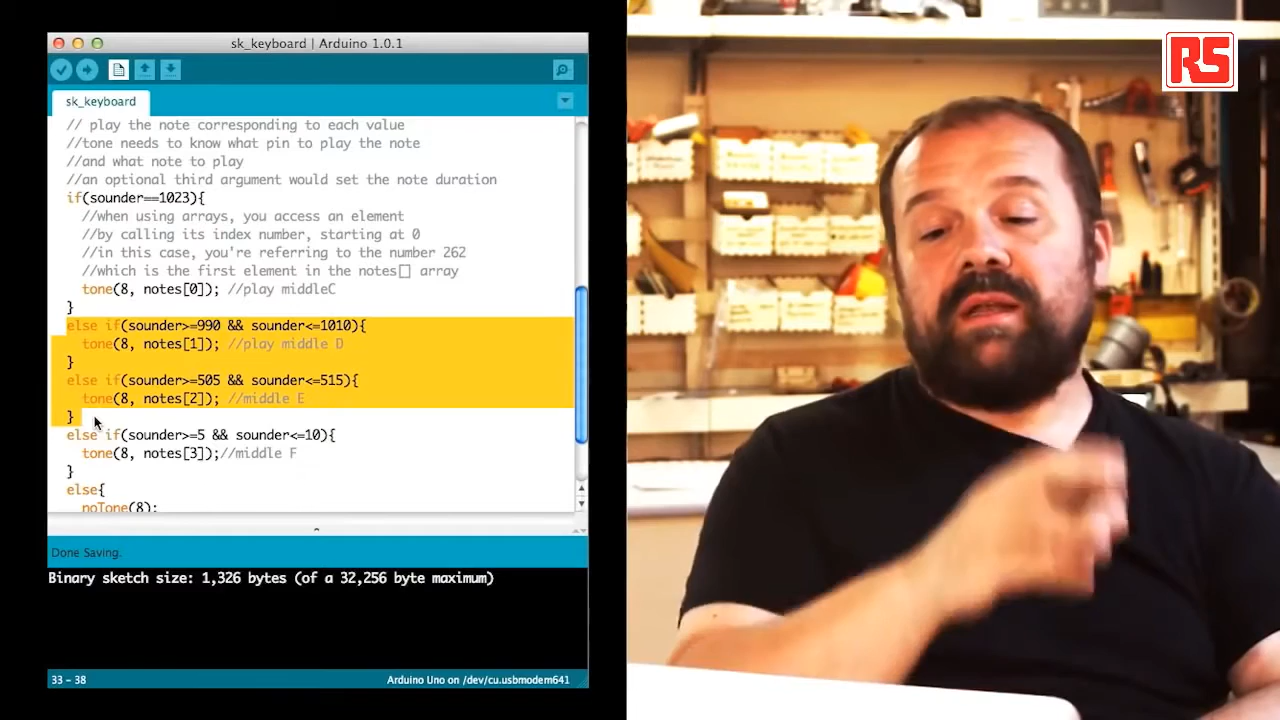 sk_keyboard | Arduino 1.0.1
sk_keyboard
// play the note corresponding to each value
//tone needs to know what pin to play the note
//and what note to play
//an optional third argument would set the note duration
if(sounder==1023){
//when using arrays, you access an element
//by calling its index number, starting at 0
//in this case, you're referring to the number 262
//which is the first element in the notes[] array
tone(8, notes[0]); //play middleC
}
else if(sounder>=990 && sounder<=1010){
tone(8, notes[1]); //play middle D
}
else if(sounder>=505 && sounder<=515){
tone(8, notes[2]); //middle E
}
else if(sounder>=5 && sounder<=10){
tone(8, notes[3]);//middle F
}
else{
noTone(8);
Done Saving.
Binary sketch size: 1,326 bytes (of a 32,256 byte maximum)
33 - 38
Arduino Uno on /dev/cu.usbmodem641
RS